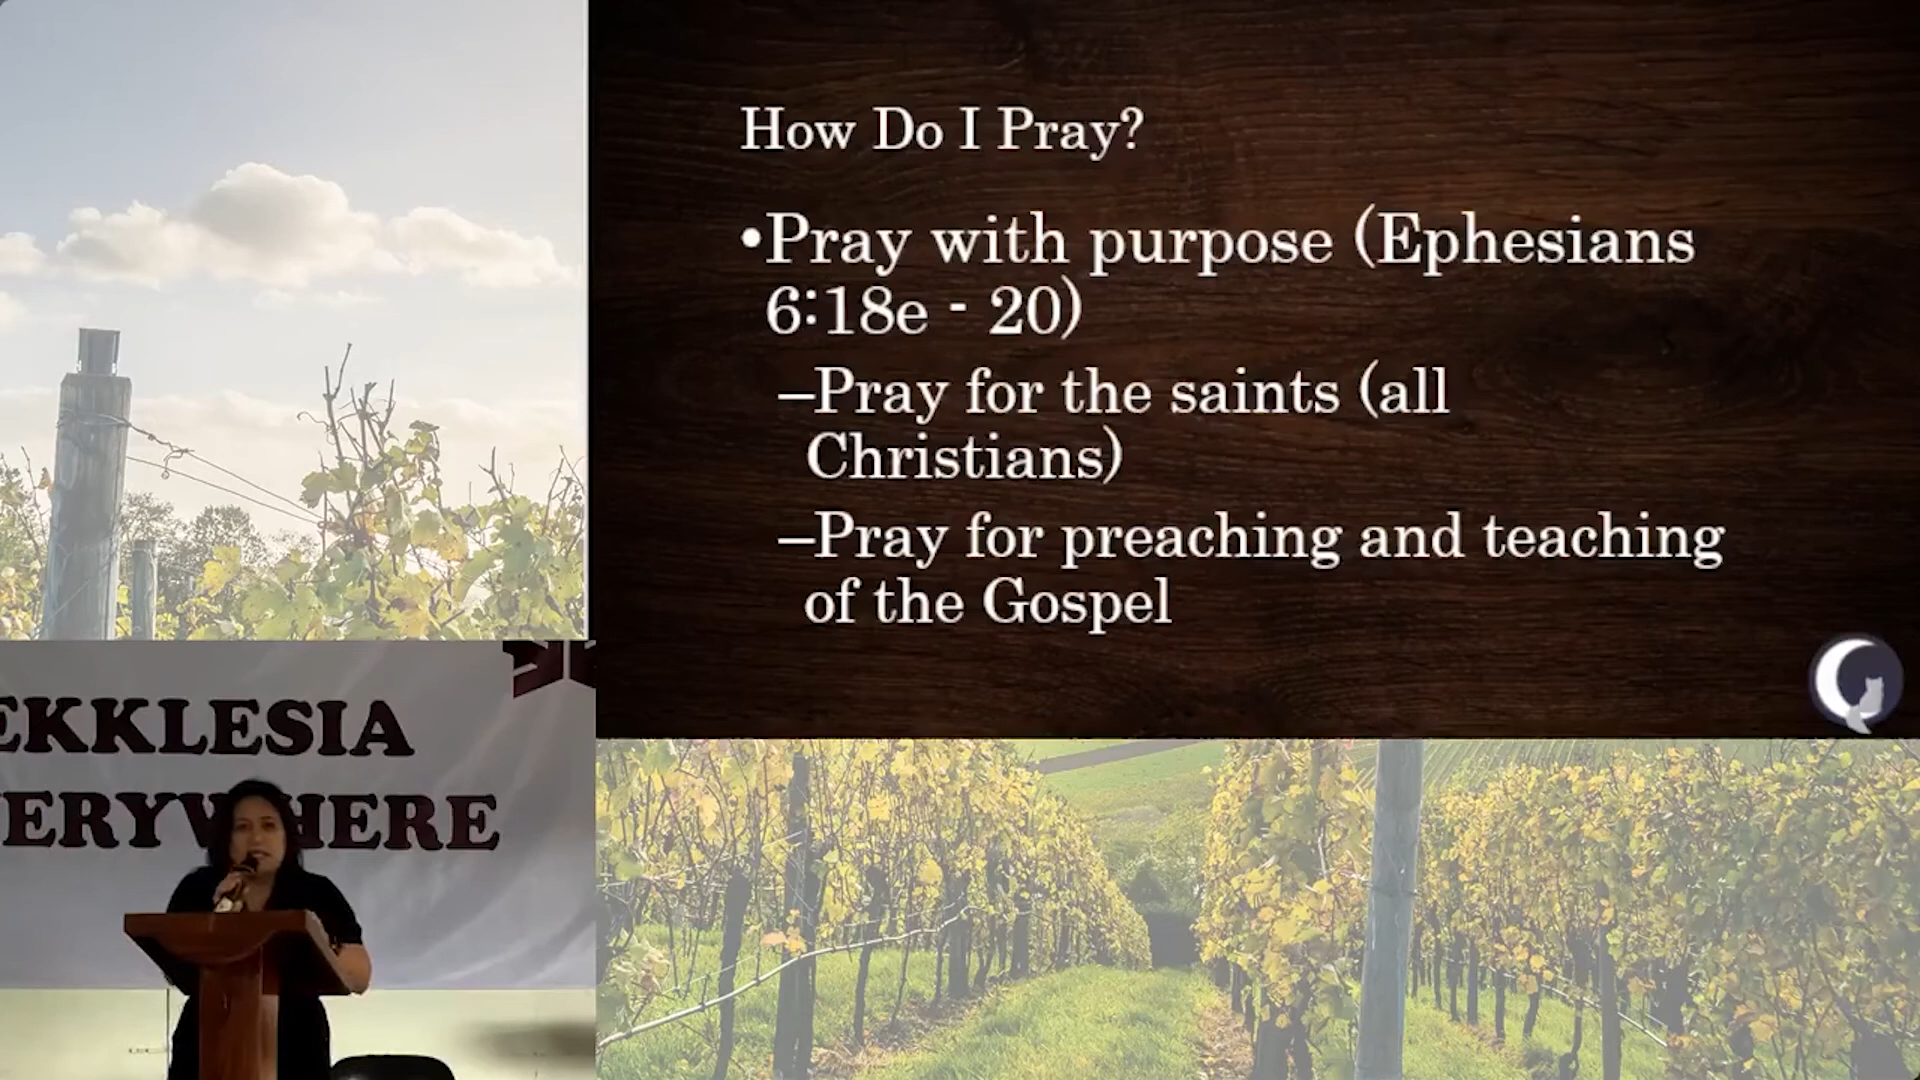 How Do I Pray?
•Pray with purpose (Ephesians
6:18e - 20)
–Pray for the saints (all
Christians)
–Pray for preaching and teaching
of the Gospel
EKKLESIA
VERYWHERE